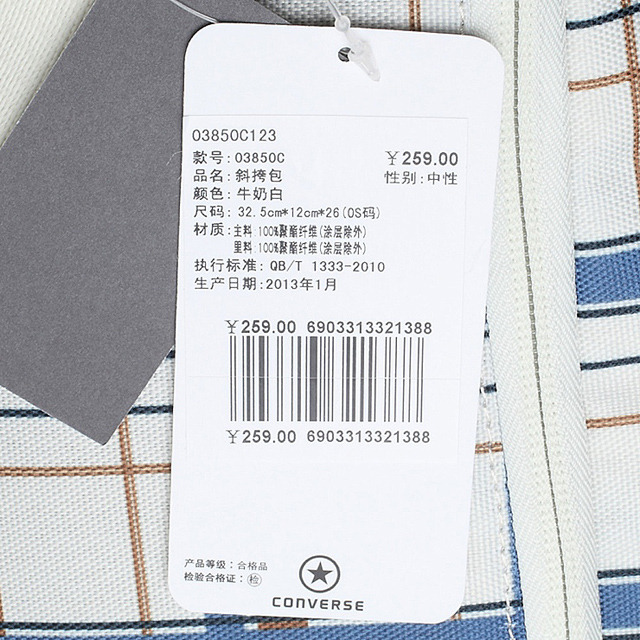 03850C123
款号:03850C ￥259.00
品名:斜挎包 性别:中性
颜色:牛奶白
尺码: 32.5cm*12cm*26(OS码)
材质:主料:100%聚酯纤维(涂层除外)
里料:100%聚酯纤维(涂层除外)
执行标准: QB/T 1333-2010
生产日期:2013年1月
￥259.00 6903313321388
￥259.00 6903313321388
产品等级:合格品
检验合格证:检
CONVERSE